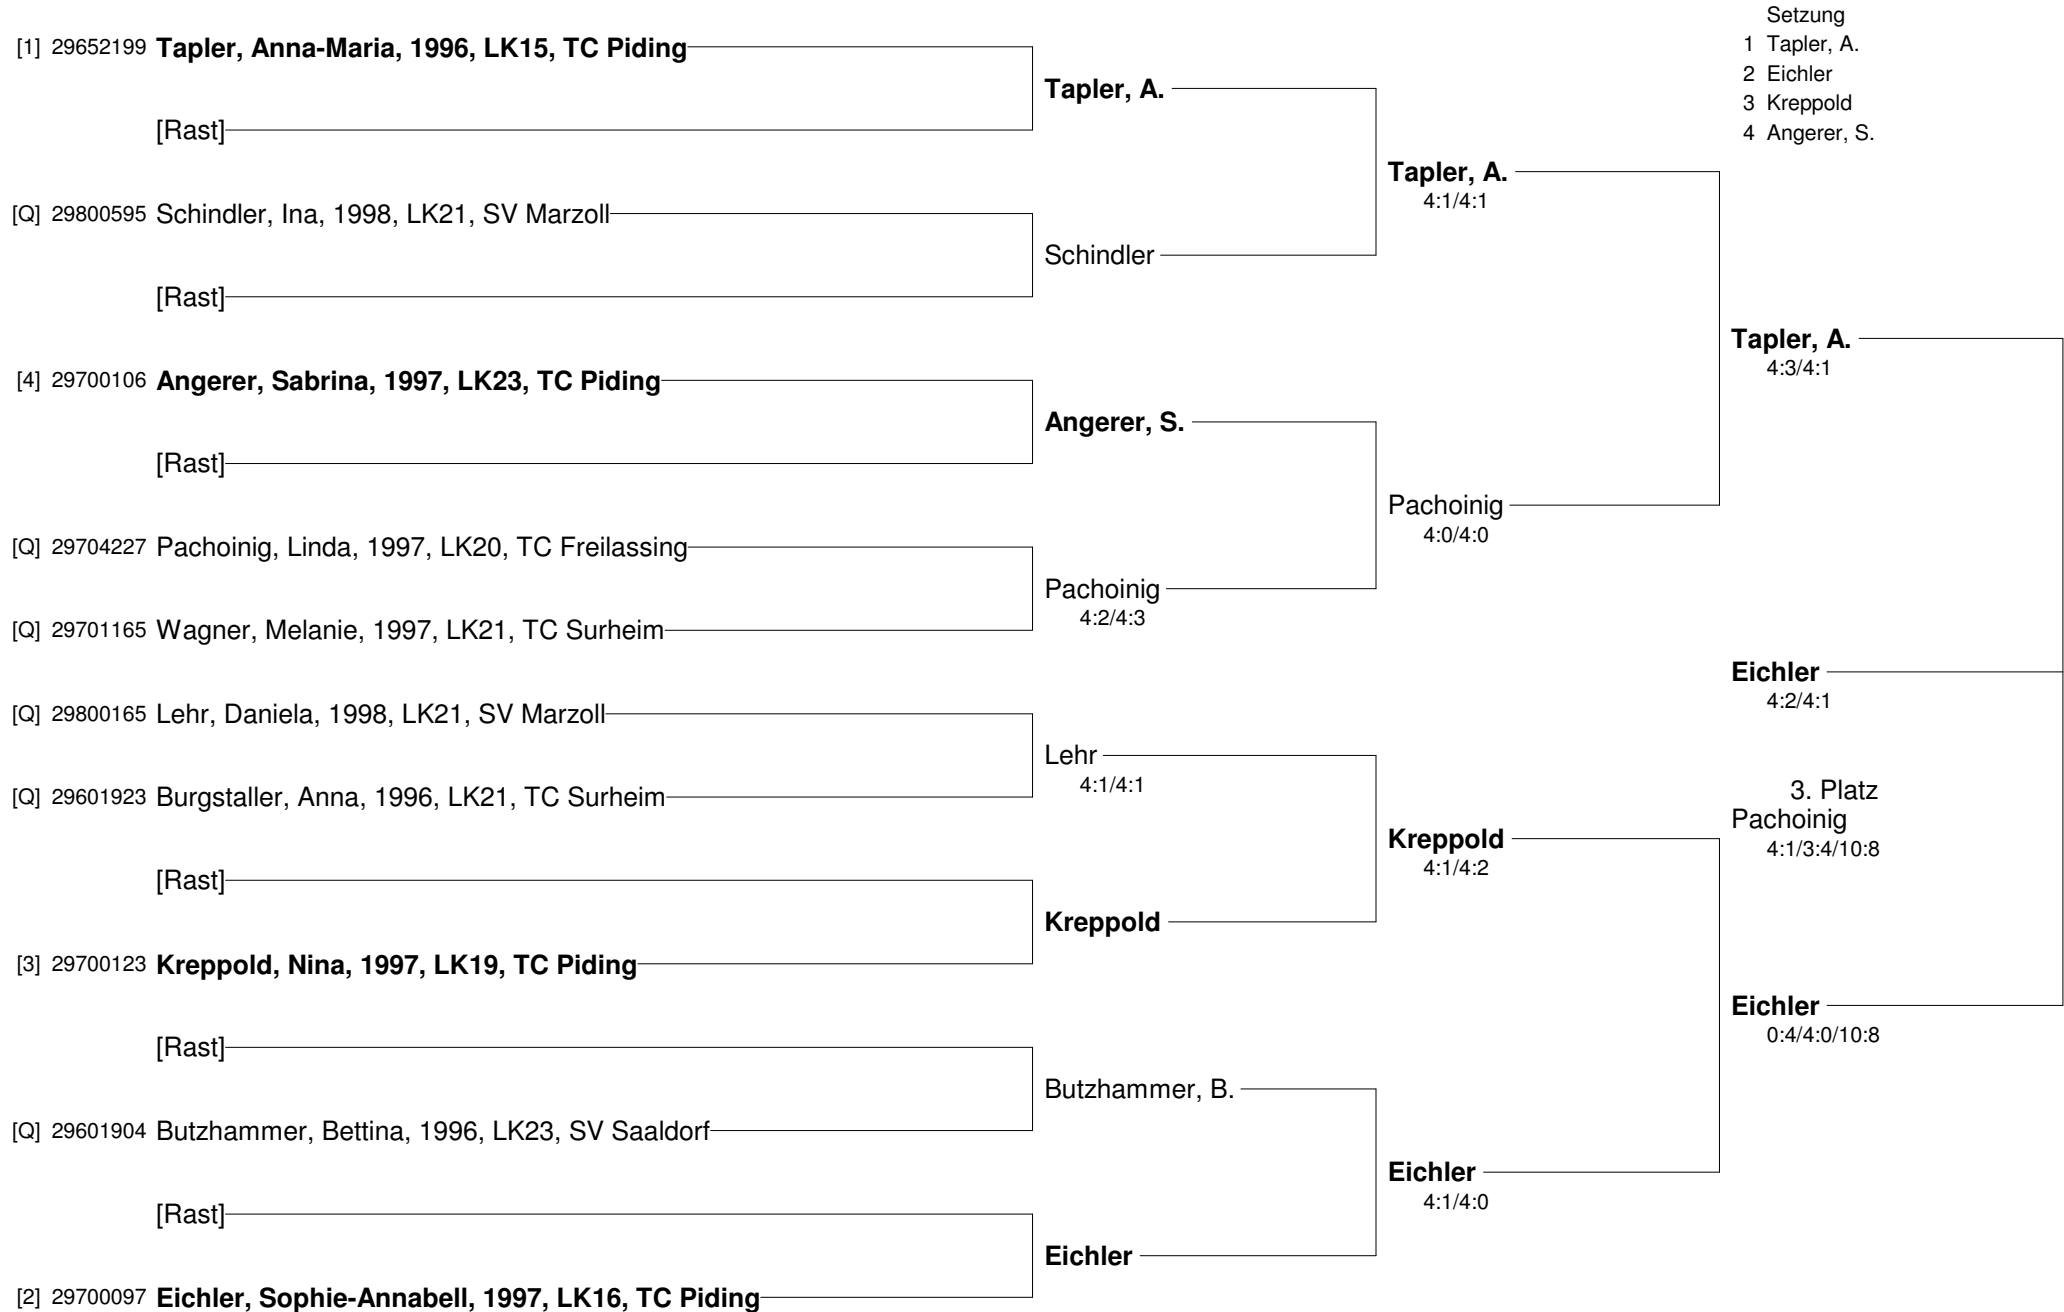 [1] 29652199 Tapler, Anna-Maria, 1996, LK15, TC Piding
[Rast]
[Q] 29800595 Schindler, Ina, 1998, LK21, SV Marzoll
[Rast]
[4] 29700106 Angerer, Sabrina, 1997, LK23, TC Piding
[Rast]
[Q] 29704227 Pachoinig, Linda, 1997, LK20, TC Freilassing
[Q] 29701165 Wagner, Melanie, 1997, LK21, TC Surheim
[Q] 29800165 Lehr, Daniela, 1998, LK21, SV Marzoll
[Q] 29601923 Burgstaller, Anna, 1996, LK21, TC Surheim
[Rast]
[3] 29700123 Kreppold, Nina, 1997, LK19, TC Piding
[Rast]
[Q] 29601904 Butzhammer, Bettina, 1996, LK23, SV Saaldorf
[Rast]
[2] 29700097 Eichler, Sophie-Annabell, 1997, LK16, TC Piding
Tapler, A.
Schindler
Angerer, S.
Pachoinig
4:2/4:3
Lehr
4:1/4:1
Kreppold
Butzhammer, B.
Eichler
Tapler, A.
4:1/4:1
Pachoinig
4:0/4:0
Kreppold
4:1/4:2
Eichler
4:1/4:0
Setzung
1 Tapler, A.
2 Eichler
3 Kreppold
4 Angerer, S.
Tapler, A.
4:3/4:1
Eichler
4:2/4:1
3. Platz
Pachoinig
4:1/3:4/10:8
Eichler
0:4/4:0/10:8